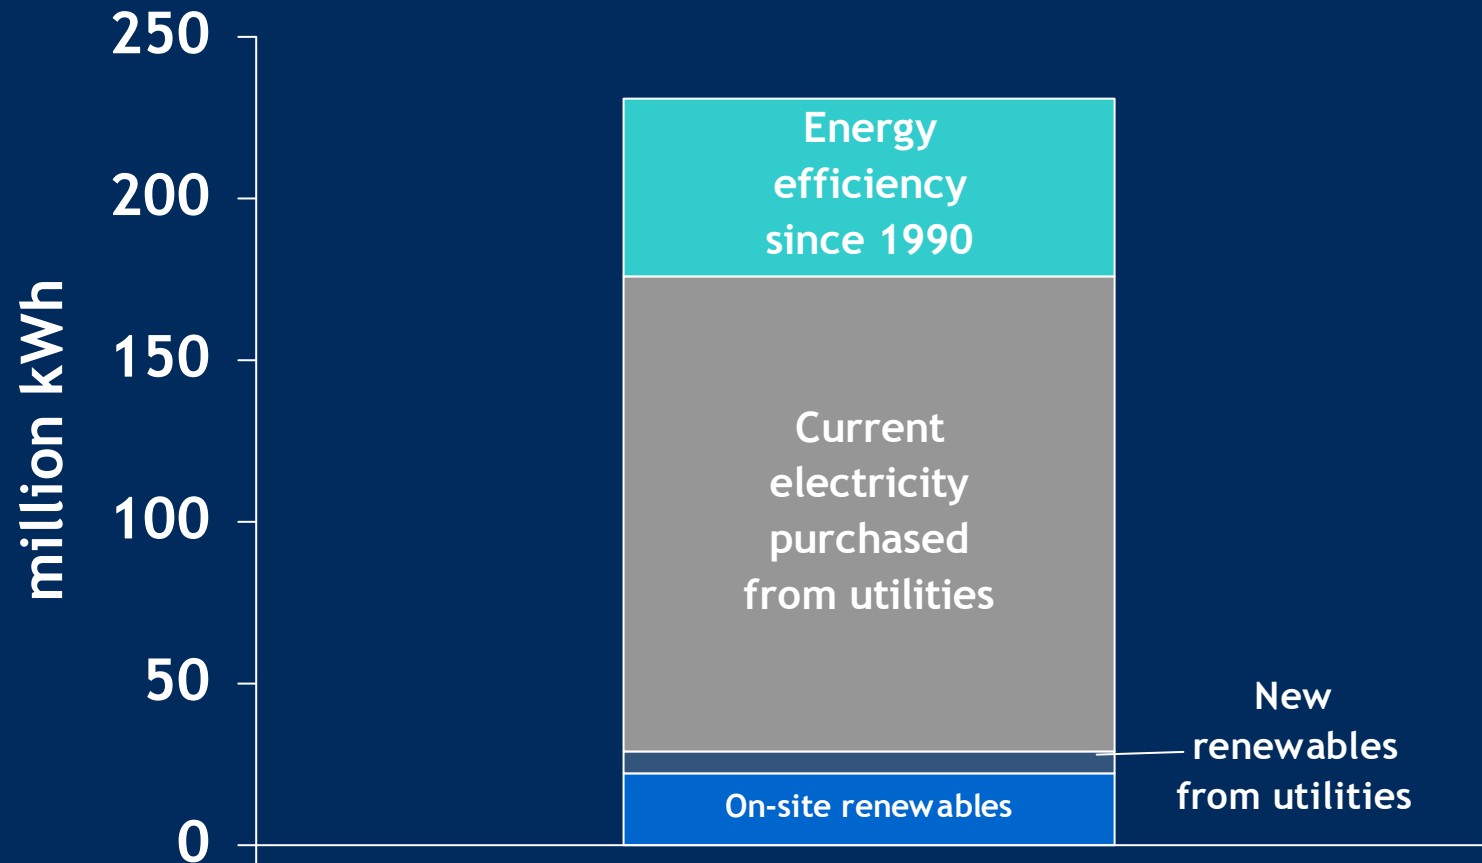 250
200
150
100
50
0
million kWh
Energy
efficiency
since 1990
Current
electricity
purchased
from utilities
On-site renewables
New
renewables
from utilities